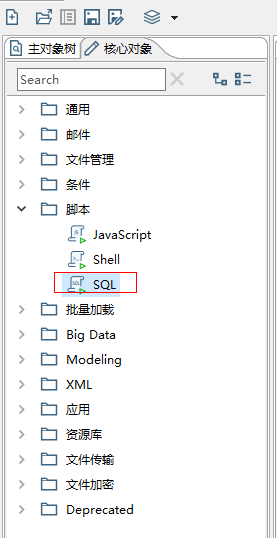 主对象树 核心对象
Search
通用
邮件
文件管理
条件
脚本
JavaScript
Shell
SQL
批量加载
Big Data
Modeling
XML
应用
资源库
文件传输
文件加密
Deprecated